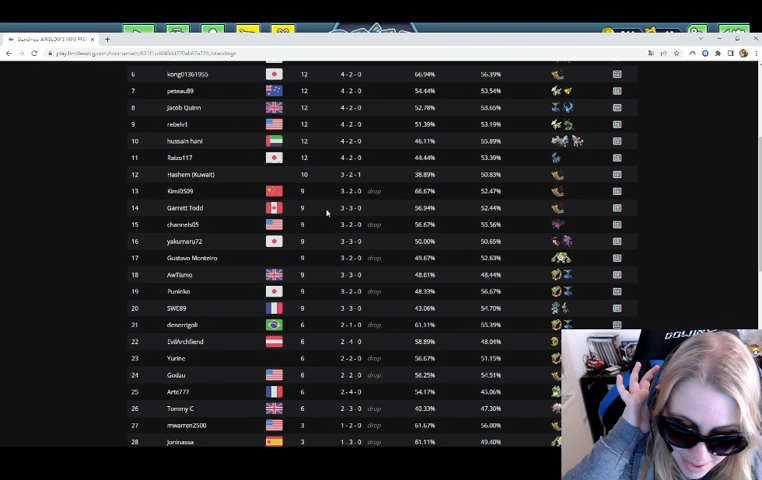 Standings: AIRBLOW'S MINI FREE
play.limitlesstcg.com/tournament/
/standings
6 kong01361955 12 4 - 2 - 0 66.94% 56.39%
7 peteau89 12 4 - 2 - 0 54.44% 53.54%
8 Jacob Quinn 12 4 - 2 - 0 52.78% 53.65%
9 rebelv1 12 4 - 2 - 0 51.39% 53.19%
10 hussain hani 12 4 - 2 - 0 46.11% 55.89%
11 Raizo117 12 4 - 2 - 0 44.44% 53.39%
12 Hashem (Kuwait) 10 3 - 2 - 1 38.89% 50.83%
13 Kimi0509 9 3 - 2 - 0 drop 66.67% 52.47%
14 Garrett Todd 9 3 - 3 - 0 56.94% 52.44%
15 channels05 9 3 - 2 - 0 drop 56.67% 55.56%
16 yakumaru72 9 3 - 3 - 0 50.00% 50.65%
17 Gustavo Monteiro 9 3 - 2 - 0 drop 49.67% 52.63%
18 AwTismo 9 3 - 3 - 0 48.61% 48.44%
19 Puninko 9 3 - 2 - 0 drop 48.33% 56.67%
20 SWE89 9 3 - 3 - 0 43.06% 54.70%
21 denerrigoli 6 2 - 1 - 0 drop 61.11% 55.39%
22 EvilArchfiend 6 2 - 4 - 0 58.89% 48.04%
23 Yurine 6 2 - 2 - 0 drop 56.67% 51.15%
24 Godzu 6 2 - 2 - 0 drop 56.25% 54.51%
25 Arte777 6 2 - 4 - 0 54.17% 45.06%
26 Tommy C 6 2 - 3 - 0 drop 40.33% 47.30%
27 mwarren2500 3 1 - 2 - 0 drop 61.67% 56.00%
28 Joninassa 3 1 - 3 - 0 drop 61.11% 49.40%